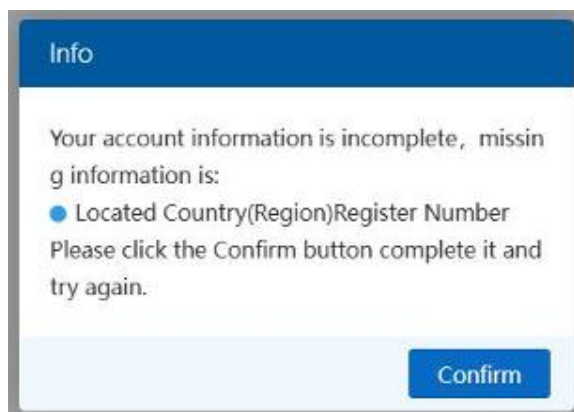 Info
Your account information is incomplete，missin
g information is:
Located Country(Region)Register Number
Please click the Confirm button complete it and
try again.
Confirm